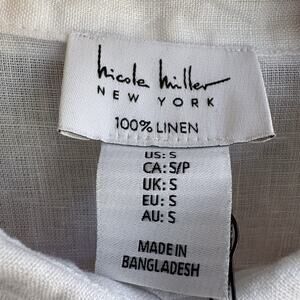 nicole miller
NEW YORK
100% LINEN
US: S
CA: S/P
UK: S
EU: S
AU: S
MADE IN
BANGLADESH